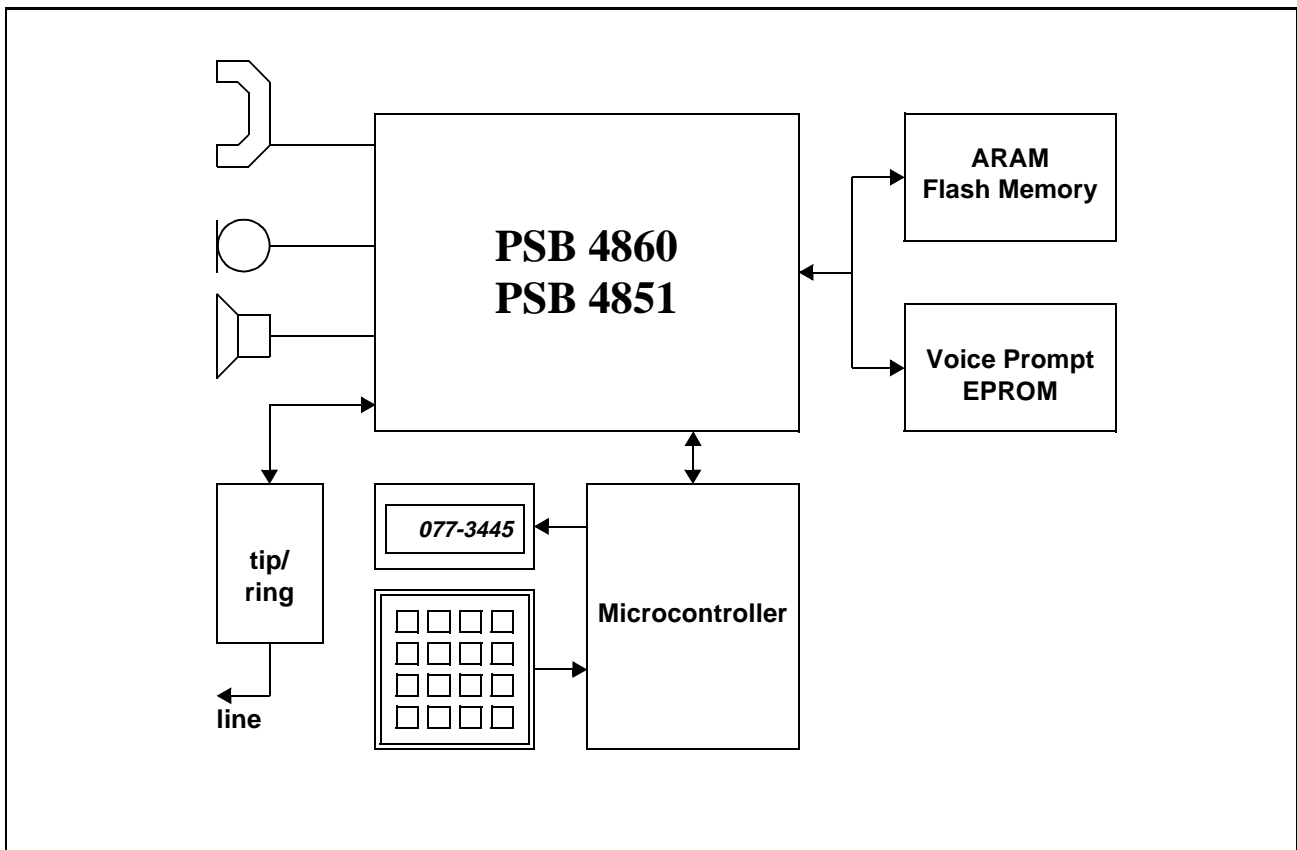 PSB 4860
PSB 4851
ARAM
Flash Memory
Voice Prompt
EPROM
077-3445
tip/
ring
Microcontroller
line